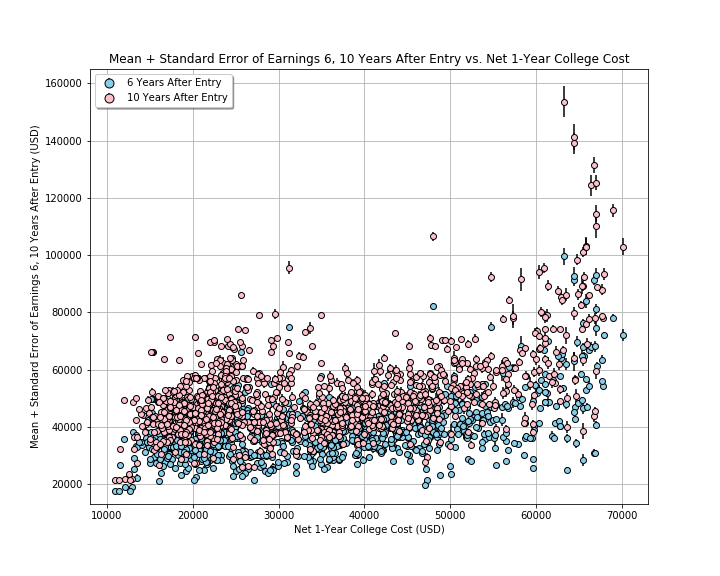 Mean + Standard Error of Earnings 6, 10 Years After Entry vs. Net 1-Year College Cost
6 Years After Entry
10 Years After Entry
Mean + Standard Error of Earnings 6, 10 Years After Entry (USD)
160000
140000
120000
100000
80000
60000
40000
20000
10000 20000 30000 40000 50000 60000 70000
Net 1-Year College Cost (USD)